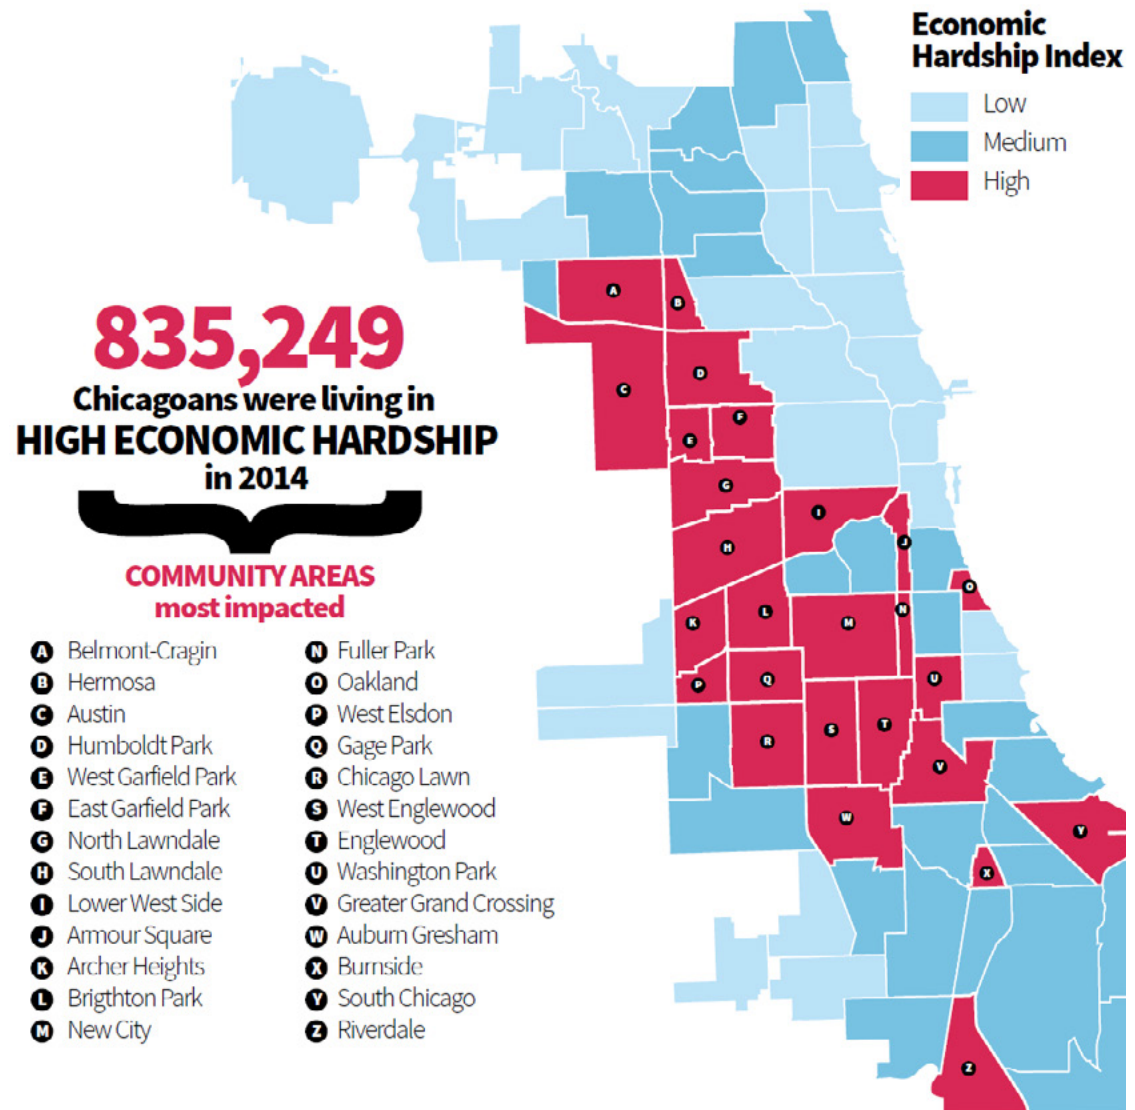 Economic
Hardship Index
Low
Medium
High
835,249
Chicagoans were living in
HIGH ECONOMIC HARDSHIP
in 2014
COMMUNITY AREAS
most impacted
A Belmont-Cragin
B Hermosa
C Austin
D Humboldt Park
E West Garfield Park
F East Garfield Park
G North Lawndale
H South Lawndale
I Lower West Side
J Armour Square
K Archer Heights
L Brigthton Park
M New City
N Fuller Park
O Oakland
P West Elsdon
Q Gage Park
R Chicago Lawn
S West Englewood
T Englewood
U Washington Park
V Greater Grand Crossing
W Auburn Gresham
X Burnside
Y South Chicago
Z Riverdale
A
B
C
D
F
E
G
I
H
J
O
K
L
M
N
P
Q
U
R
S
T
V
W
Y
X
Z